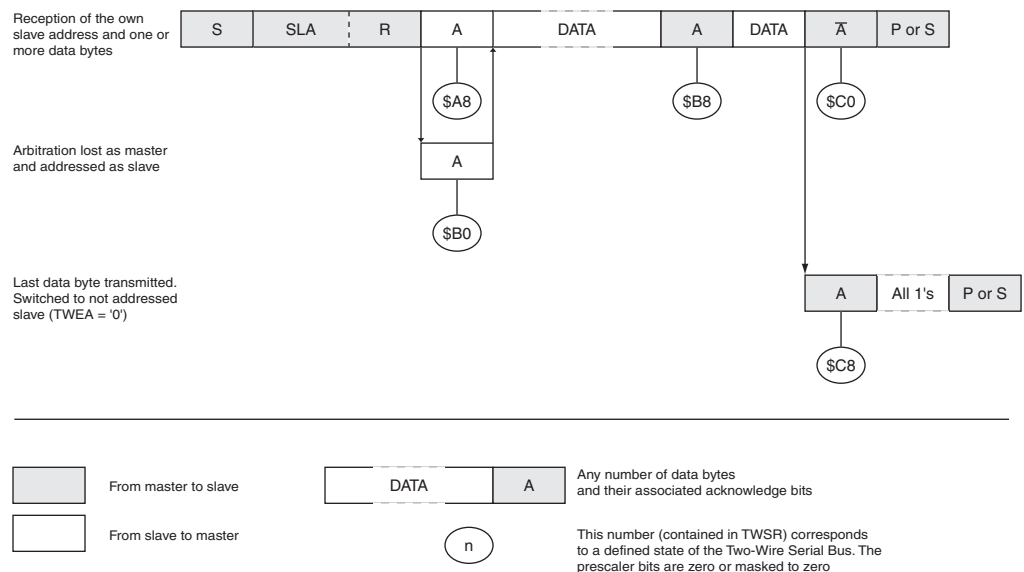 Reception of the own
slave address and one or
more data bytes
S SLA R A DATA A DATA A̅ P or S
$A8 $B8 $C0
Arbitration lost as master
and addressed as slave
A
$B0
Last data byte transmitted.
Switched to not addressed
slave (TWEA = '0')
A All 1's P or S
$C8
From master to slave
DATA A
Any number of data bytes
and their associated acknowledge bits
From slave to master
n
This number (contained in TWSR) corresponds
to a defined state of the Two-Wire Serial Bus. The
prescaler bits are zero or masked to zero